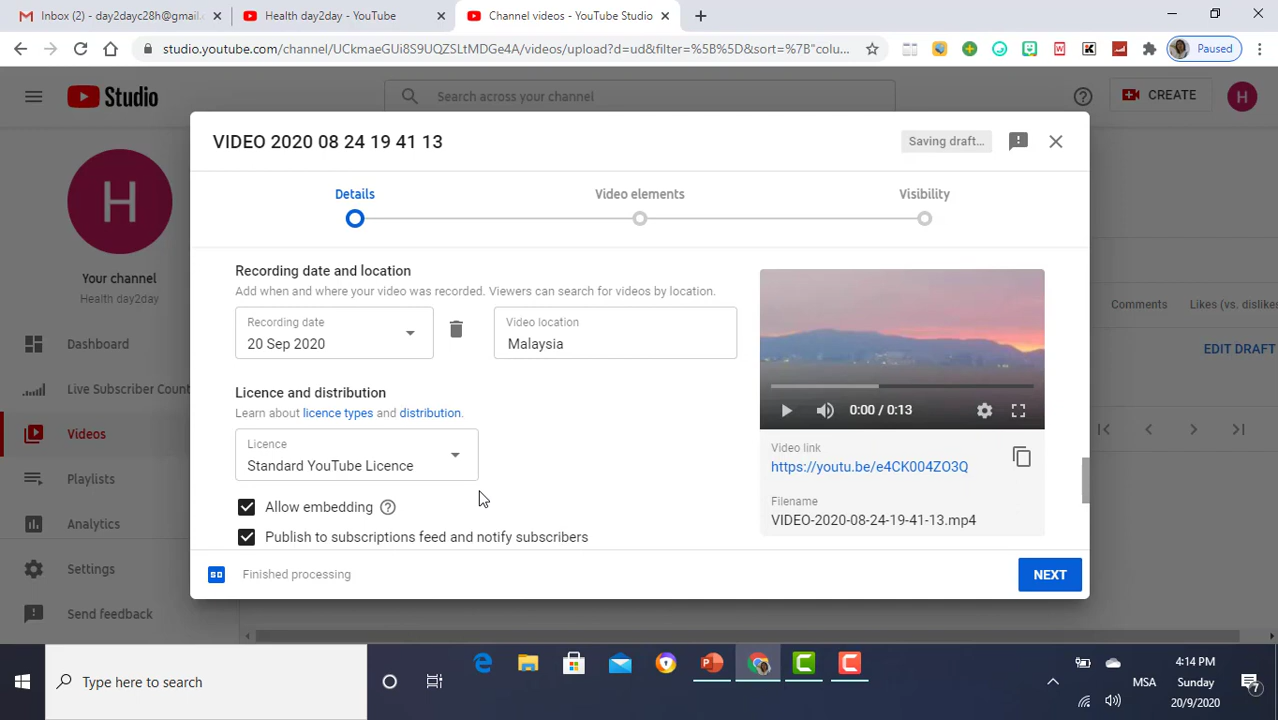 Inbox (2) - day2dayc28h@gmail.c
Health day2day - YouTube
Channel videos - YouTube Studio
studio.youtube.com/channel/UCkmaeGUi8S9UQZSLtMDGe4A/videos/upload?d=ud&filter=%5B%5D&sort=%7B"colu...
Paused
Studio
Search across your channel
CREATE
H
VIDEO 2020 08 24 19 41 13
Saving draft...
Details
Video elements
Visibility
H
Your channel
Health day2day
Dashboard
Live Subscriber Count
Videos
Playlists
Analytics
Settings
Send feedback
Recording date and location
Add when and where your video was recorded. Viewers can search for videos by location.
Recording date
20 Sep 2020
Video location
Malaysia
Licence and distribution
Learn about licence types and distribution.
Licence
Standard YouTube Licence
Allow embedding
Publish to subscriptions feed and notify subscribers
0:00 / 0:13
Video link
https://youtu.be/e4CK004ZO3Q
Filename
VIDEO-2020-08-24-19-41-13.mp4
Comments
Likes (vs. dislikes
EDIT DRAFT
SD
Finished processing
NEXT
Type here to search
4:14 PM
MSA
Sunday
20/9/2020
7